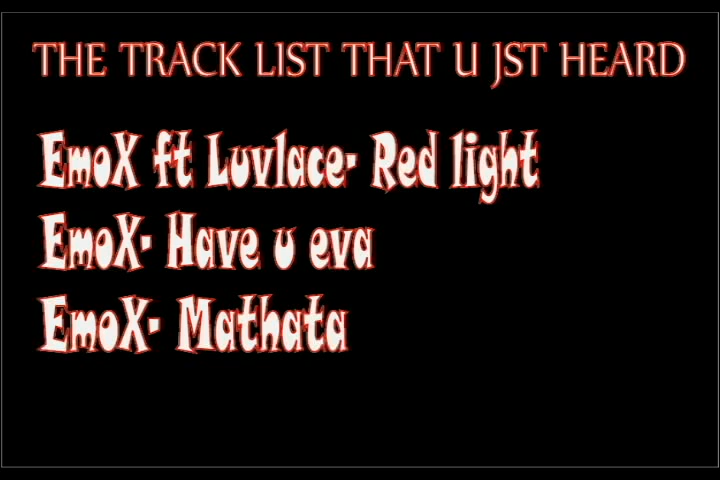 THE TRACK LIST THAT U JST HEARD
EmoX ft Luvlace- Red light
EmoX- Have u eva
EmoX- Mathata